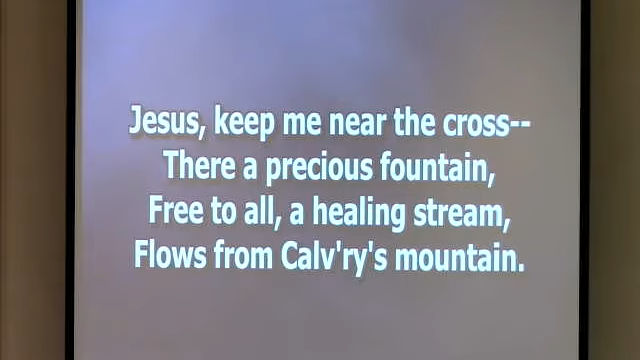 Jesus, keep me near the cross--
There a precious fountain,
Free to all, a healing stream,
Flows from Calv'ry's mountain.